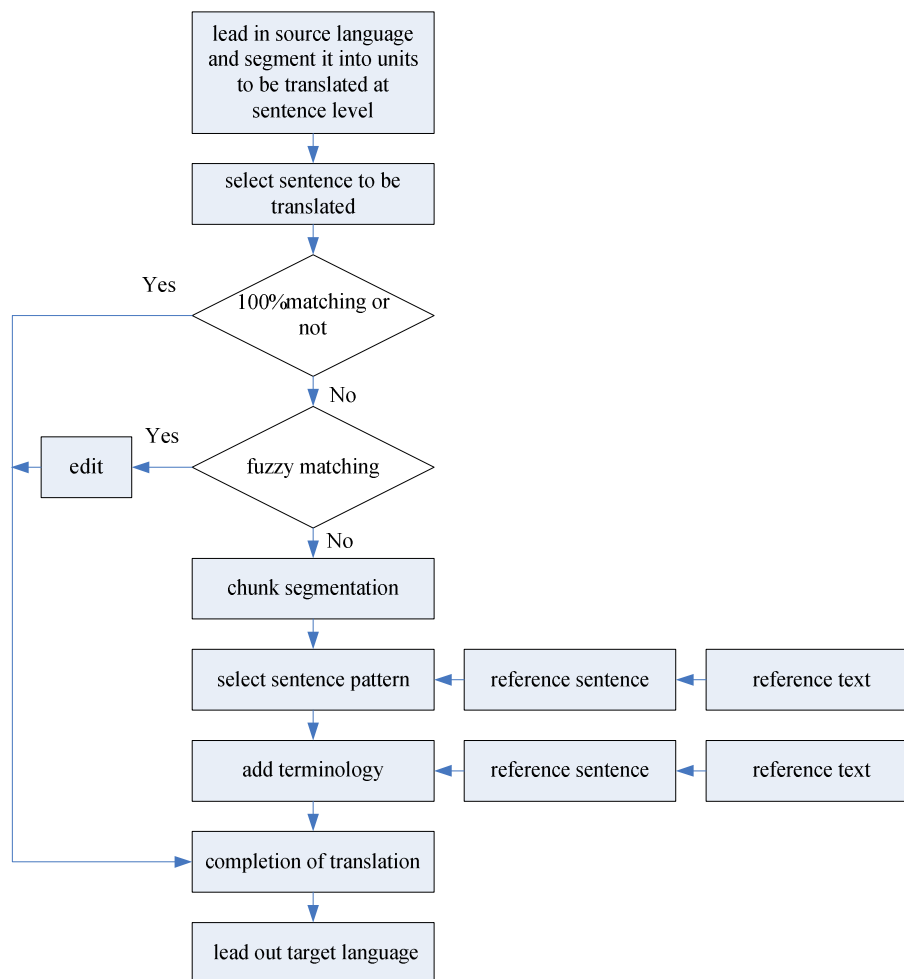 lead in source language
and segment it into units
to be translated at
sentence level
select sentence to be
translated
Yes
100%matching or
not
No
Yes
edit
fuzzy matching
No
chunk segmentation
select sentence pattern
reference sentence
reference text
add terminology
reference sentence
reference text
completion of translation
lead out target language